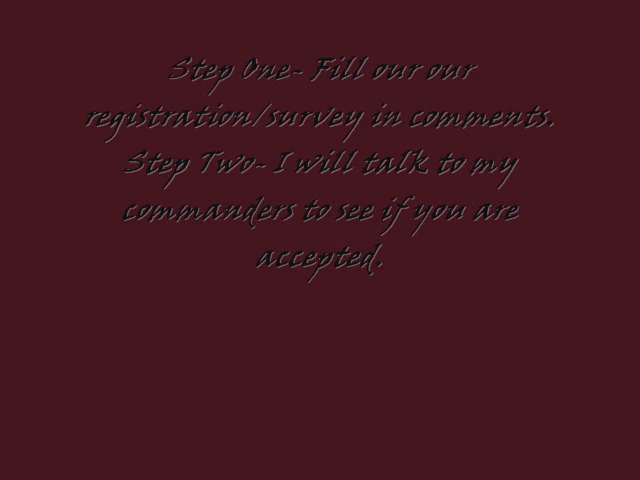 Step One- Fill our our
registration/survey in comments.
Step Two- I will talk to my
commanders to see if you are
accepted.